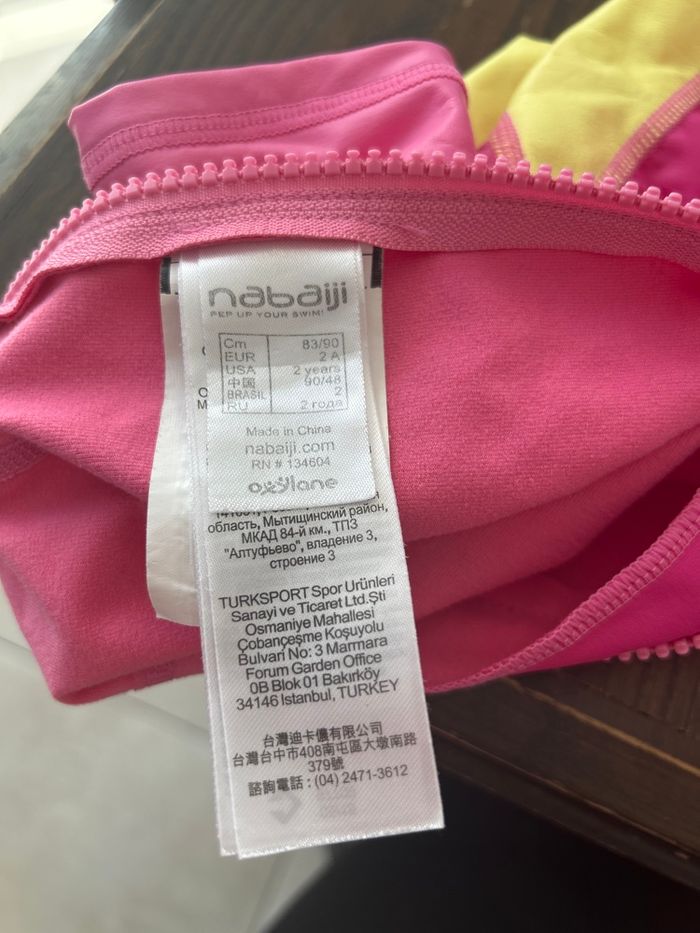 nabaiji
PEP UP YOUR SWIM!
Cm 83/90
EUR 2 A
USA 2 years
中国 90/48
BRASIL 2
RU 2 года
Made in China
nabaiji.com
RN # 134604
oxylane
область, Мытищинский район,
МКАД 84-й км., ТПЗ
"Алтуфьево", владение 3,
строение 3
TURKSPORT Spor Ürünleri
Sanayi ve Ticaret Ltd.Şti
Osmaniye Mahallesi
Çobançeşme Koşuyolu
Bulvari No: 3 Marmara
Forum Garden Office
0B Blok 01 Bakırköy
34146 Istanbul, TURKEY
台灣迪卡儂有限公司
台灣台中市408南屯區大墩南路
379號
諮詢電話：(04) 2471-3612